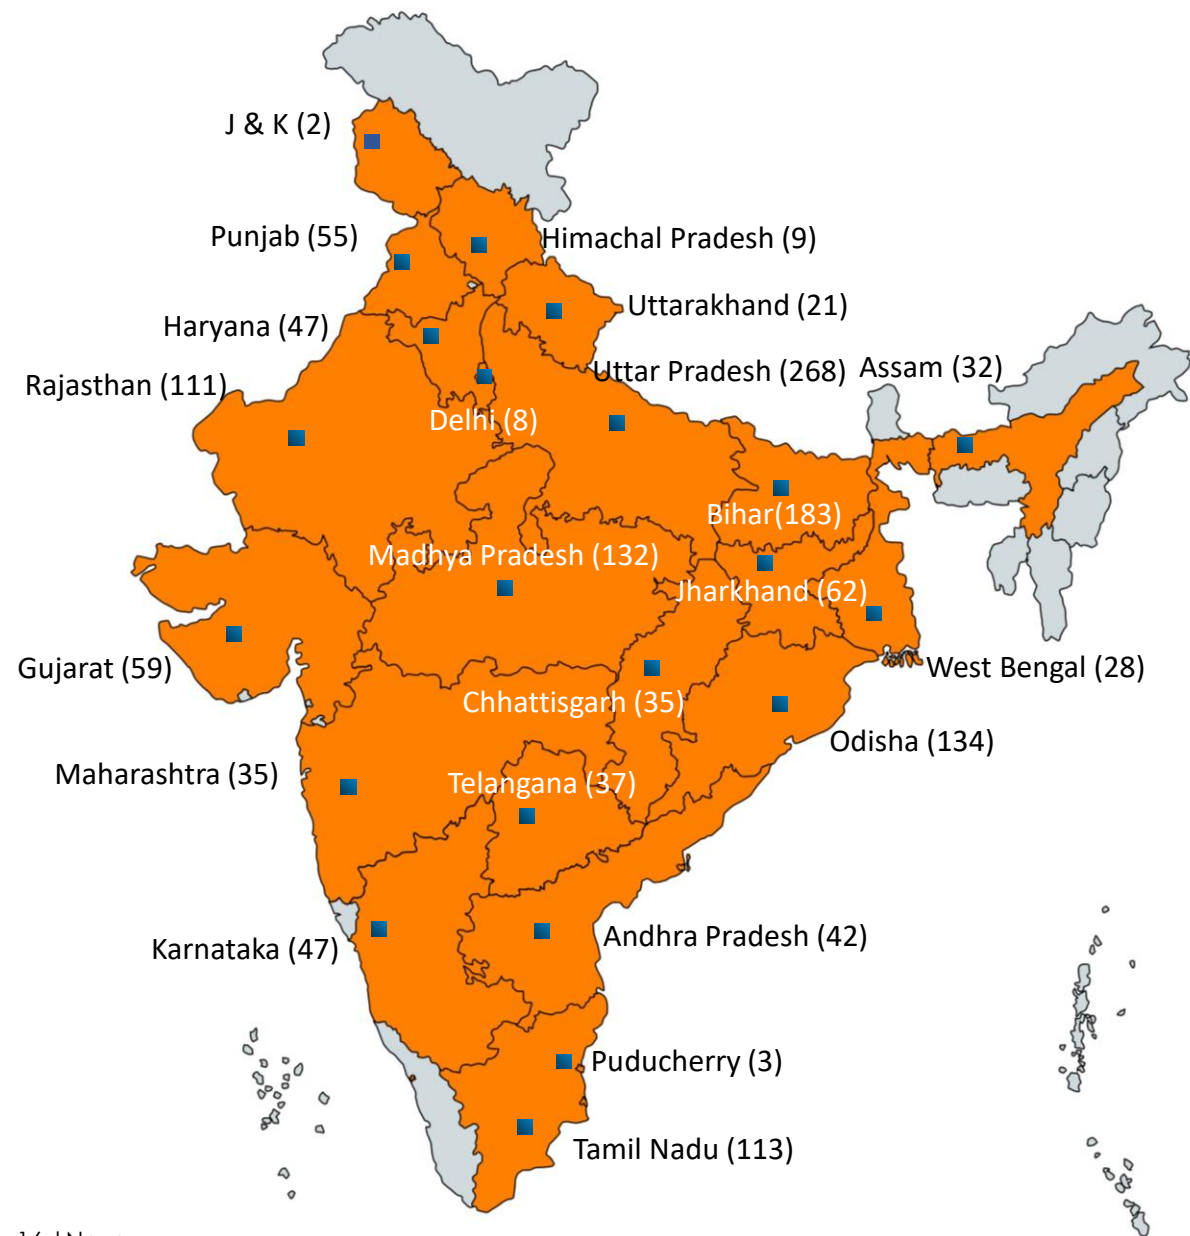 J & K (2)
Punjab (55)
Himachal Pradesh (9)
Uttarakhand (21)
Haryana (47)
Uttar Pradesh (268)
Assam (32)
Rajasthan (111)
Delhi (8)
Bihar(183)
Madhya Pradesh (132)
Jharkhand (62)
Gujarat (59)
West Bengal (28)
Chhattisgarh (35)
Odisha (134)
Maharashtra (35)
Telangana (37)
Andhra Pradesh (42)
Karnataka (47)
Puducherry (3)
Tamil Nadu (113)